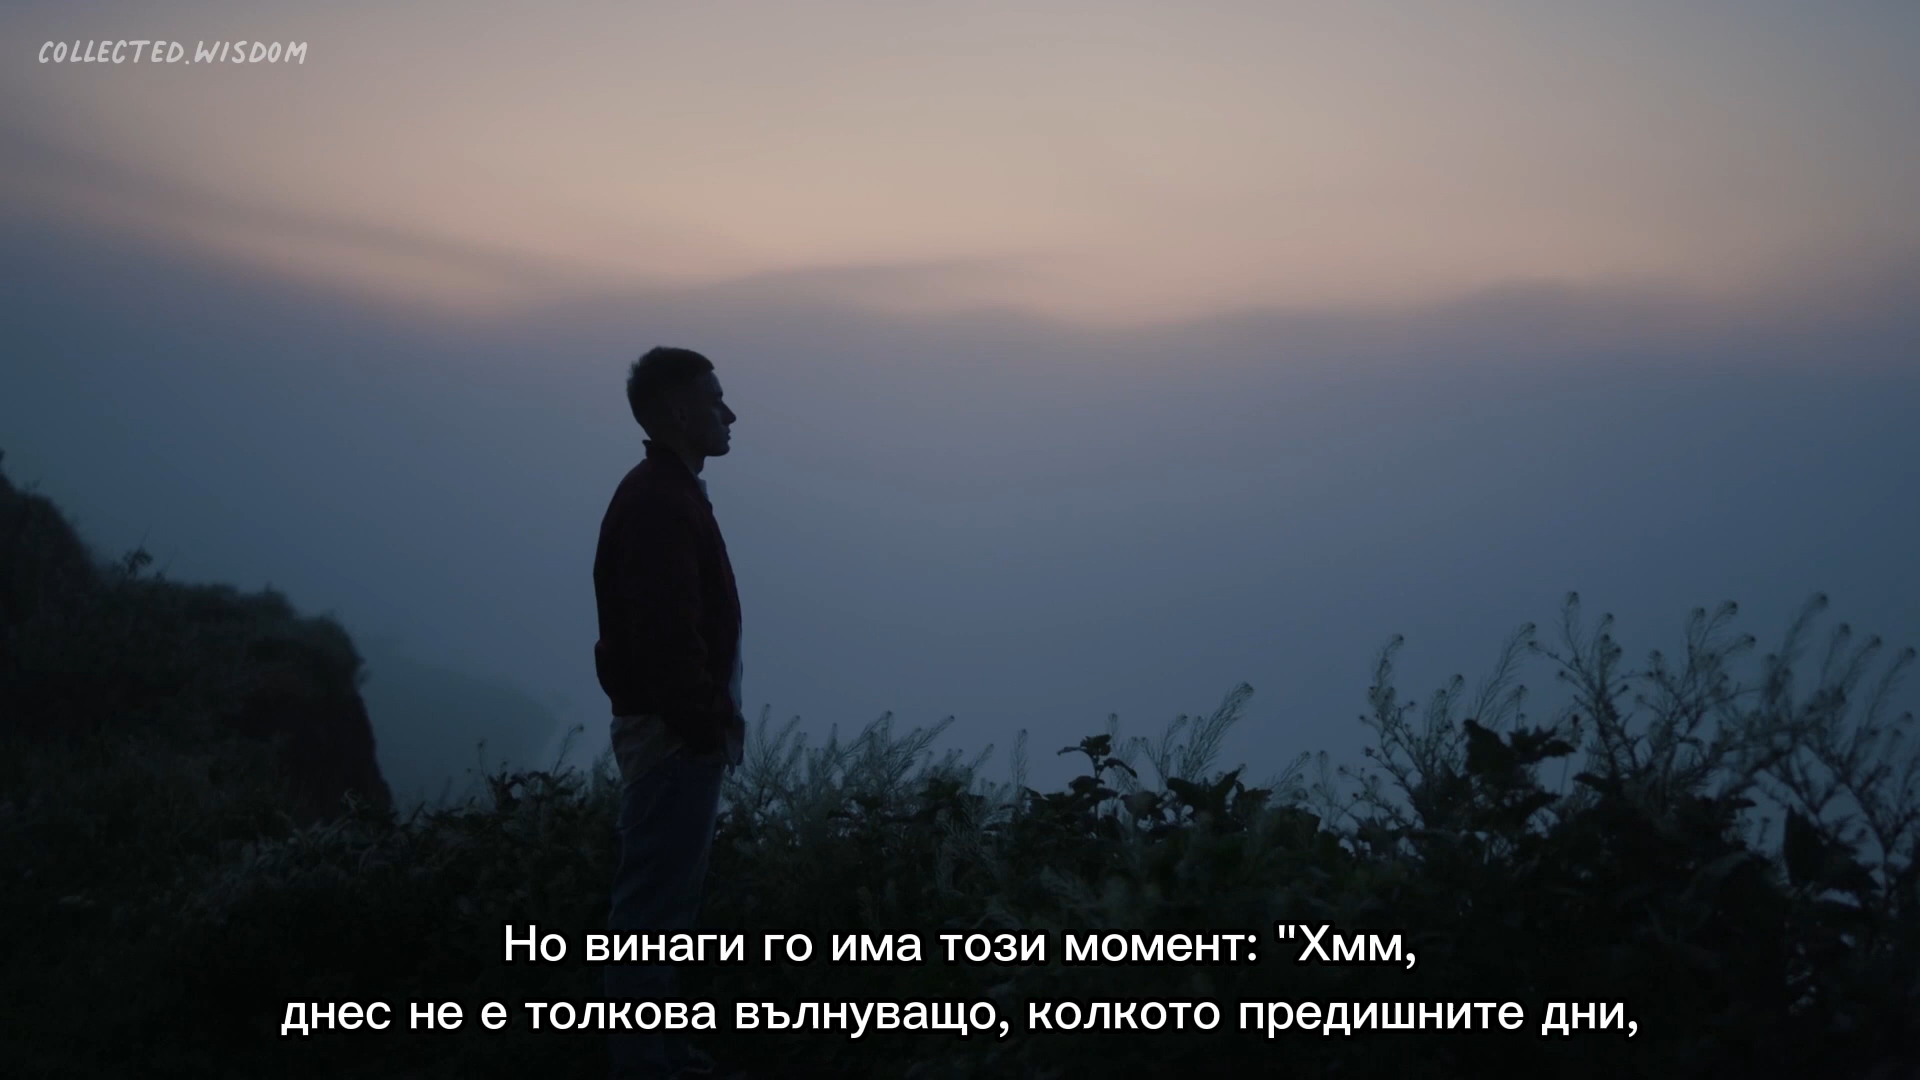 COLLECTED.WISDOM
Но винаги го има този момент: "Хмм,
днес не е толкова вълнуващо, колкото предишните дни,